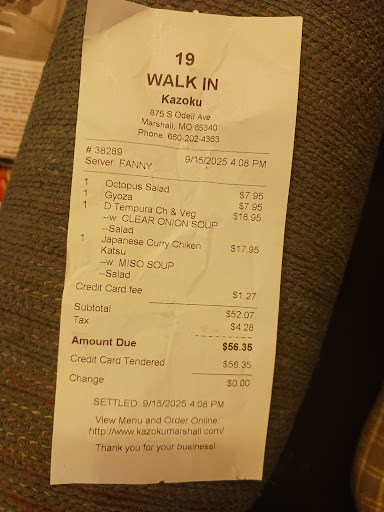 19
WALK IN
Kazoku
875 S Odell Ave
Marshall, MO 65340
Phone: 660-202-4363
# 38289
Server: FANNY 9/15/2025 4:08 PM
1 Octopus Salad $7.95
1 Gyoza $7.95
1 D Tempura Ch & Veg $16.95
--w CLEAR ONION SOUP
--Salad
1 Japanese Curry Chiken $17.95
Katsu
--w MISO SOUP
--Salad
Credit Card fee $1.27
Subtotal $52.07
Tax $4.28
Amount Due $56.35
Credit Card Tendered $56.35
Change $0.00
SETTLED: 9/15/2025 4:08 PM
View Menu and Order Online
http://www.kazokumarshall.com/
Thank you for your business!